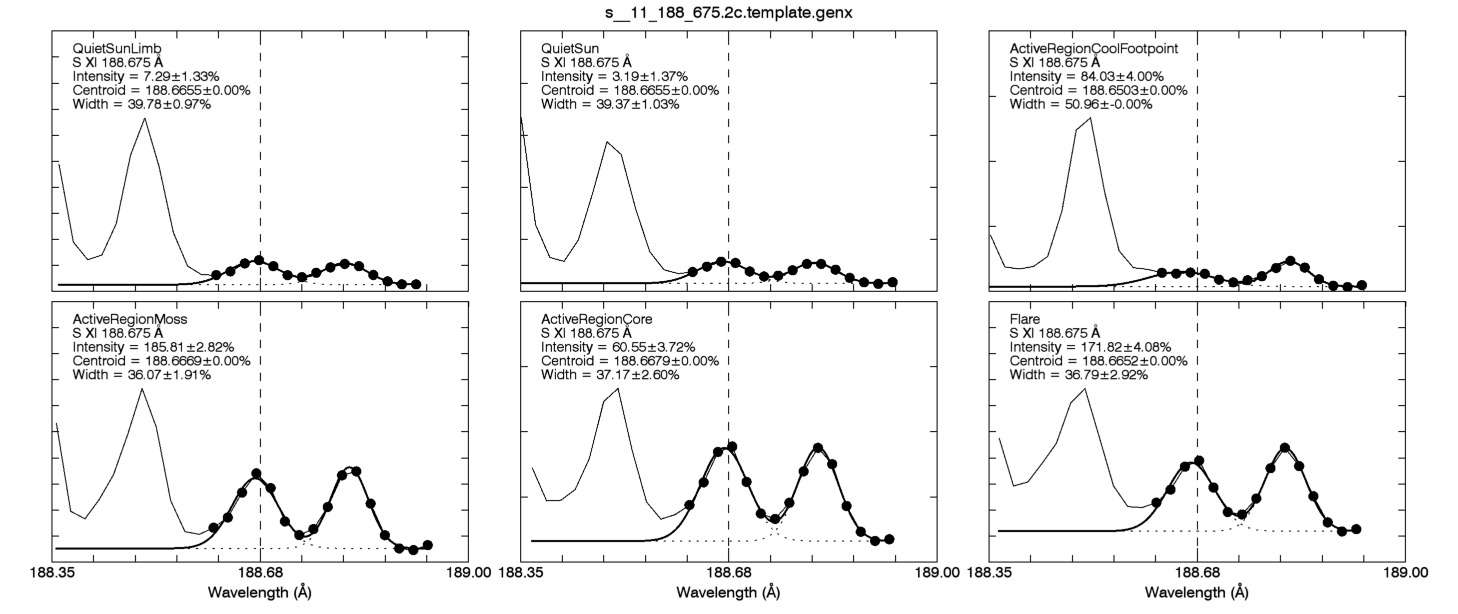 s__11_188_675.2c.template.genx
QuietSunLimb
S XI 188.675 Å
Intensity = 7.29±1.33%
Centroid = 188.6655±0.00%
Width = 39.78±0.97%
QuietSun
S XI 188.675 Å
Intensity = 3.19±1.37%
Centroid = 188.6655±0.00%
Width = 39.37±1.03%
ActiveRegionCoolFootpoint
S XI 188.675 Å
Intensity = 84.03±4.00%
Centroid = 188.6503±0.00%
Width = 50.96±-0.00%
ActiveRegionMoss
S XI 188.675 Å
Intensity = 185.81±2.82%
Centroid = 188.6669±0.00%
Width = 36.07±1.91%
ActiveRegionCore
S XI 188.675 Å
Intensity = 60.55±3.72%
Centroid = 188.6679±0.00%
Width = 37.17±2.60%
Flare
S XI 188.675 Å
Intensity = 171.82±4.08%
Centroid = 188.6652±0.00%
Width = 36.79±2.92%
188.35 188.68 189.00 188.35 188.68 189.00 188.35 188.68 189.00
Wavelength (Å) Wavelength (Å) Wavelength (Å)